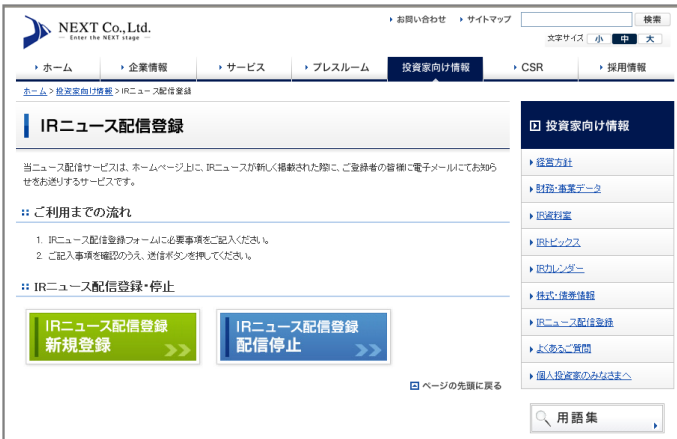 NEXT Co., Ltd.
Enter the NEXT stage
お問い合わせ サイトマップ 検索
文字サイズ 小 中 大
ホーム 企業情報 サービス プレスルーム 投資家向け情報 CSR 採用情報
ホーム > 投資家向け情報 > IRニュース配信登録
IRニュース配信登録
当ニュース配信サービスは、ホームページ上に、IRニュースが新しく掲載された際に、ご登録者の皆様に電子メールにてお知ら
せをお送りするサービスです。
ご利用までの流れ
1. IRニュース配信登録フォームに必要事項をご記入ください。
2. ご記入事項を確認のうえ、送信ボタンを押してください。
IRニュース配信登録・停止
IRニュース配信登録
新規登録
IRニュース配信登録
配信停止
ページの先頭に戻る
投資家向け情報
経営方針
財務・事業データ
IR資料室
IRトピックス
IRカレンダー
株式・債券情報
IRニュース配信登録
よくあるご質問
個人投資家のみなさまへ
用語集